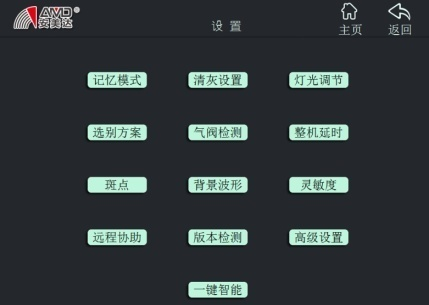 AMD®
安美达
设置
主页 返回
记忆模式 清灰设置 灯光调节
选别方案 气阀检测 整机延时
斑点 背景波形 灵敏度
远程协助 版本检测 高级设置
一键智能